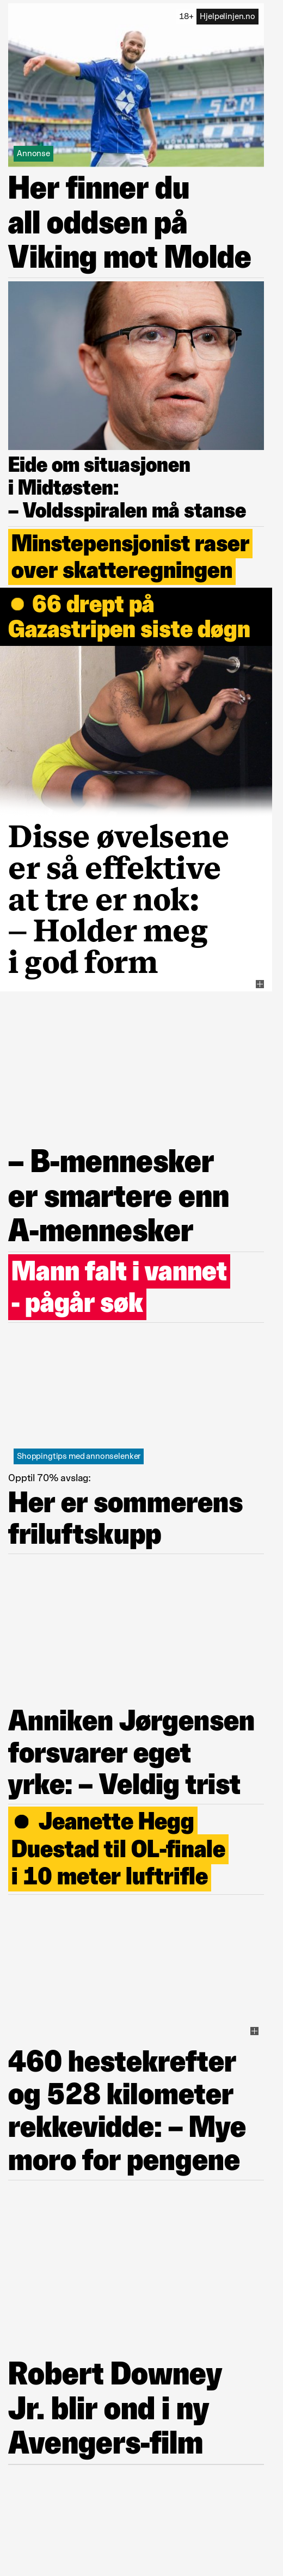 18+ Hjelpelinjen.no
Annonse
Her finner du
all oddsen på
Viking mot Molde
Eide om situasjonen
i Midtøsten:
– Voldsspiralen må stanse
Minstepensjonist raser
over skatteregningen
66 drept på
Gazastripen siste døgn
Disse øvelsene
er så effektive
at tre er nok:
– Holder meg
i god form
– B-mennesker
er smartere enn
A-mennesker
Mann falt i vannet
- pågår søk
Shoppingtips med annonselenker
Opptil 70% avslag:
Her er sommerens
friluftskupp
Anniken Jørgensen
forsvarer eget
yrke: – Veldig trist
Jeanette Hegg
Duestad til OL-finale
i 10 meter luftrifle
460 hestekrefter
og 528 kilometer
rekkevidde: – Mye
moro for pengene
Robert Downey
Jr. blir ond i ny
Avengers-film